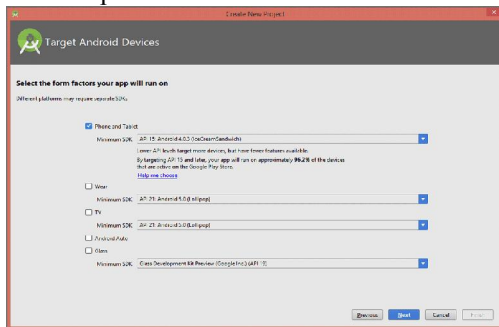 Create New Project
Target Android Devices
Select the form factors your app will run on
Different platforms may require separate SDKs
Phone and Tablet
Minimum SDK API 15: Android 4.0.3 (IceCreamSandwich)
Lower API levels target more devices, but have fewer features available.
By targeting API 15 and later, your app will run on approximately 96.2% of the devices
that are active on the Google Play Store.
Help me choose
Wear
Minimum SDK API 21: Android 5.0 (Lollipop)
TV
Minimum SDK API 21: Android 5.0 (Lollipop)
Android Auto
Glass
Minimum SDK Glass Development Kit Preview (Google Inc.) (API 19)
Previous Next Cancel Finish